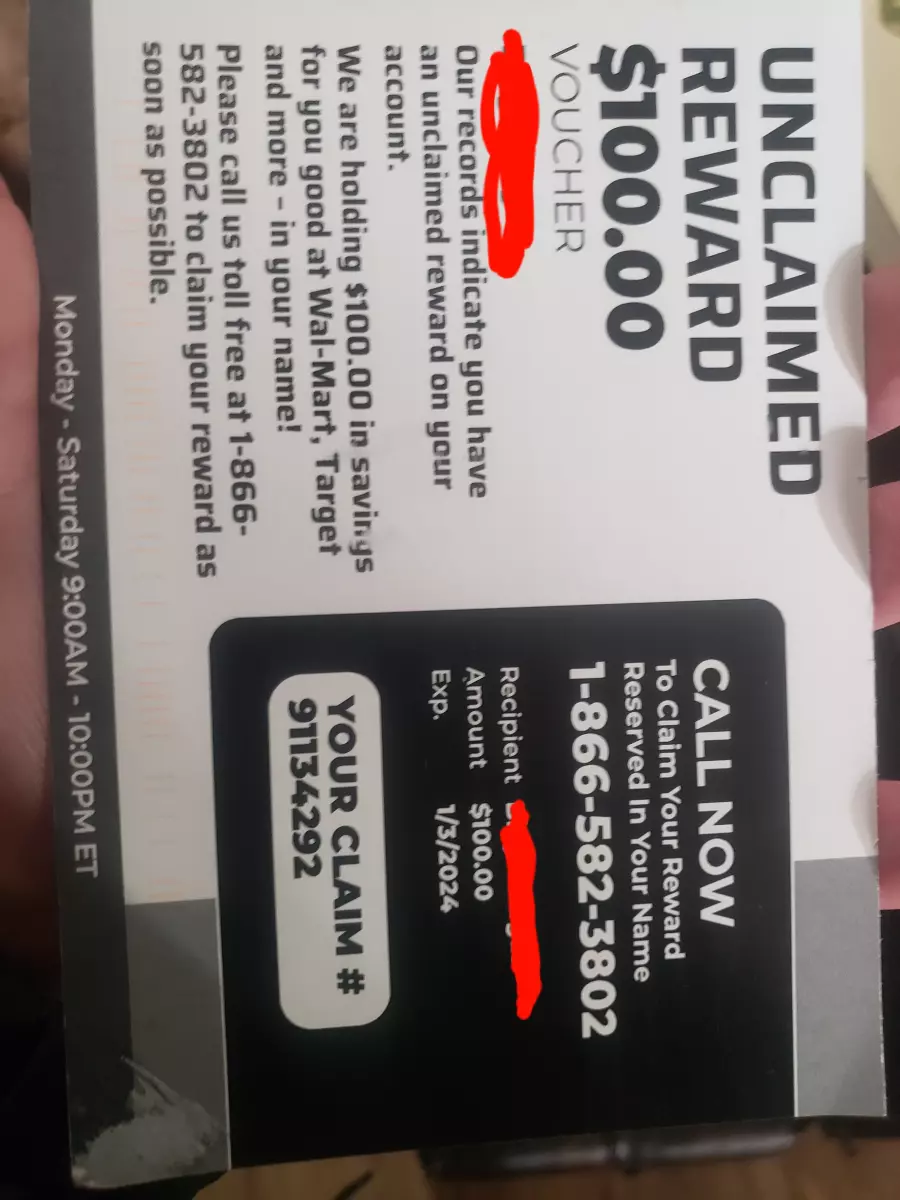 UNCLAIMED
REWARD
$100.00
VOUCHER
Our records indicate you have
an unclaimed reward on your
account.
We are holding $100.00 in savings
for you good at Wal-Mart, Target
and more - in your name!
Please call us toll free at 1-866-
582-3802 to claim your reward as
soon as possible.
CALL NOW
To Claim Your Reward
Reserved In Your Name
1-866-582-3802
Recipient
Amount $100.00
Exp. 1/3/2024
YOUR CLAIM #
91134292
Monday - Saturday 9:00AM - 10:00PM ET